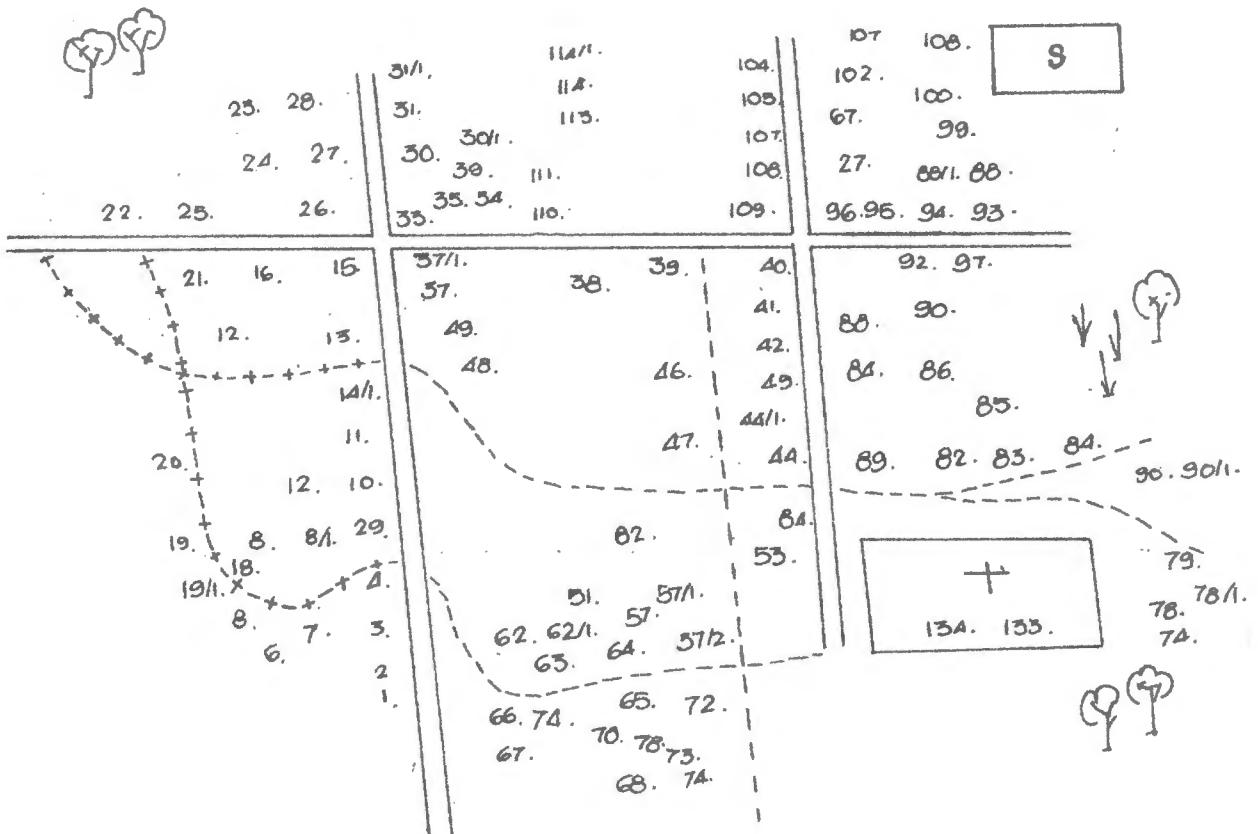 107 108. S
31/1. 114/1. 104. 102.
23. 28. 31. 114. 103. 100.
113. 67. 99.
24. 27. 30. 30/1. 107. 27.
39. 111. 108. 88/1. 88.
22. 25. 26. 33. 35. 34. 110. 109. 96. 95. 94. 93.
21. 16. 15. 37/1. 38. 39. 40. 92. 97.
37. 41. 90.
12. 13. 49. 42. 88.
48. 46. 49. 84. 86.
14/1. 44/1. 85.
11. 47. 44. 89. 82. 83. 84.
20. 12. 10. 90. 90/1.
19. 8. 8/1. 29. 82. 84.
18. 53. 79.
19/1. 4. 51. 57/1. 78/1.
8. 7. 3. 62. 62/1. 57. 134. 133. 78.
6. 63. 64. 37/2. 74.
2
1. 66. 74. 65. 72.
67. 70. 78. 73.
68. 74.